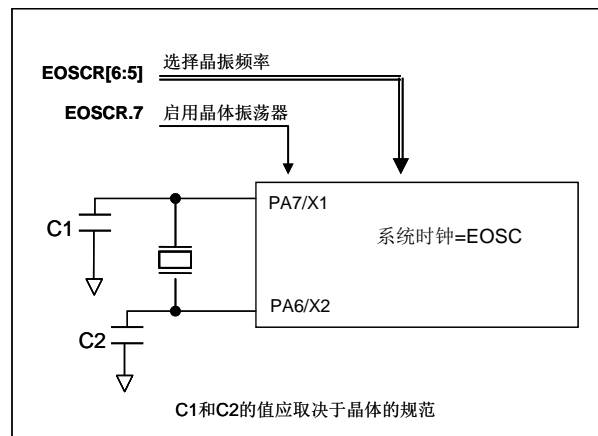 EOSCR[6:5] 选择晶振频率
EOSCR.7 启用晶体振荡器
PA7/X1
C1
系统时钟=EOSC
PA6/X2
C2
C1和C2的值应取决于晶体的规范